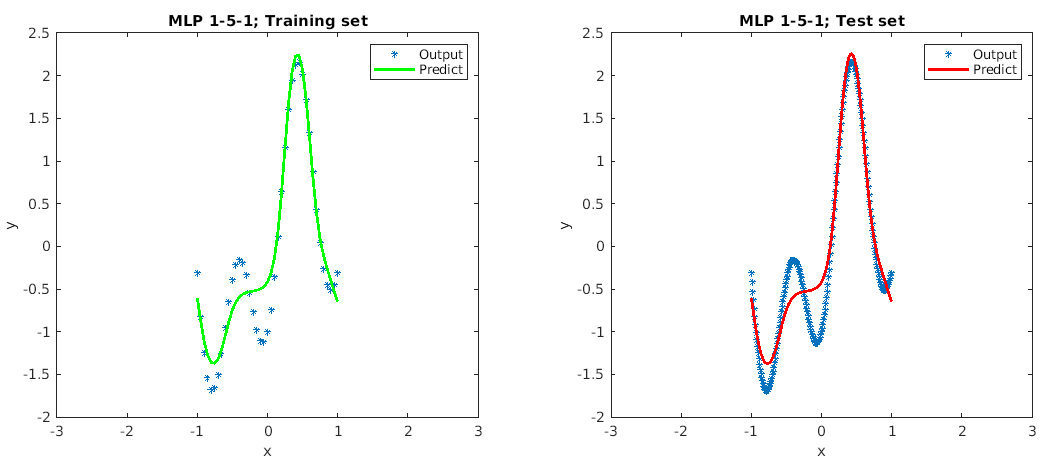 MLP 1-5-1; Training set
2.5
2
1.5
1
0.5
0
-0.5
-1
-1.5
-2
y
Output
Predict
-3 -2 -1 0 1 2 3
x
MLP 1-5-1; Test set
2.5
2
1.5
1
0.5
0
-0.5
-1
-1.5
-2
y
Output
Predict
-3 -2 -1 0 1 2 3
x